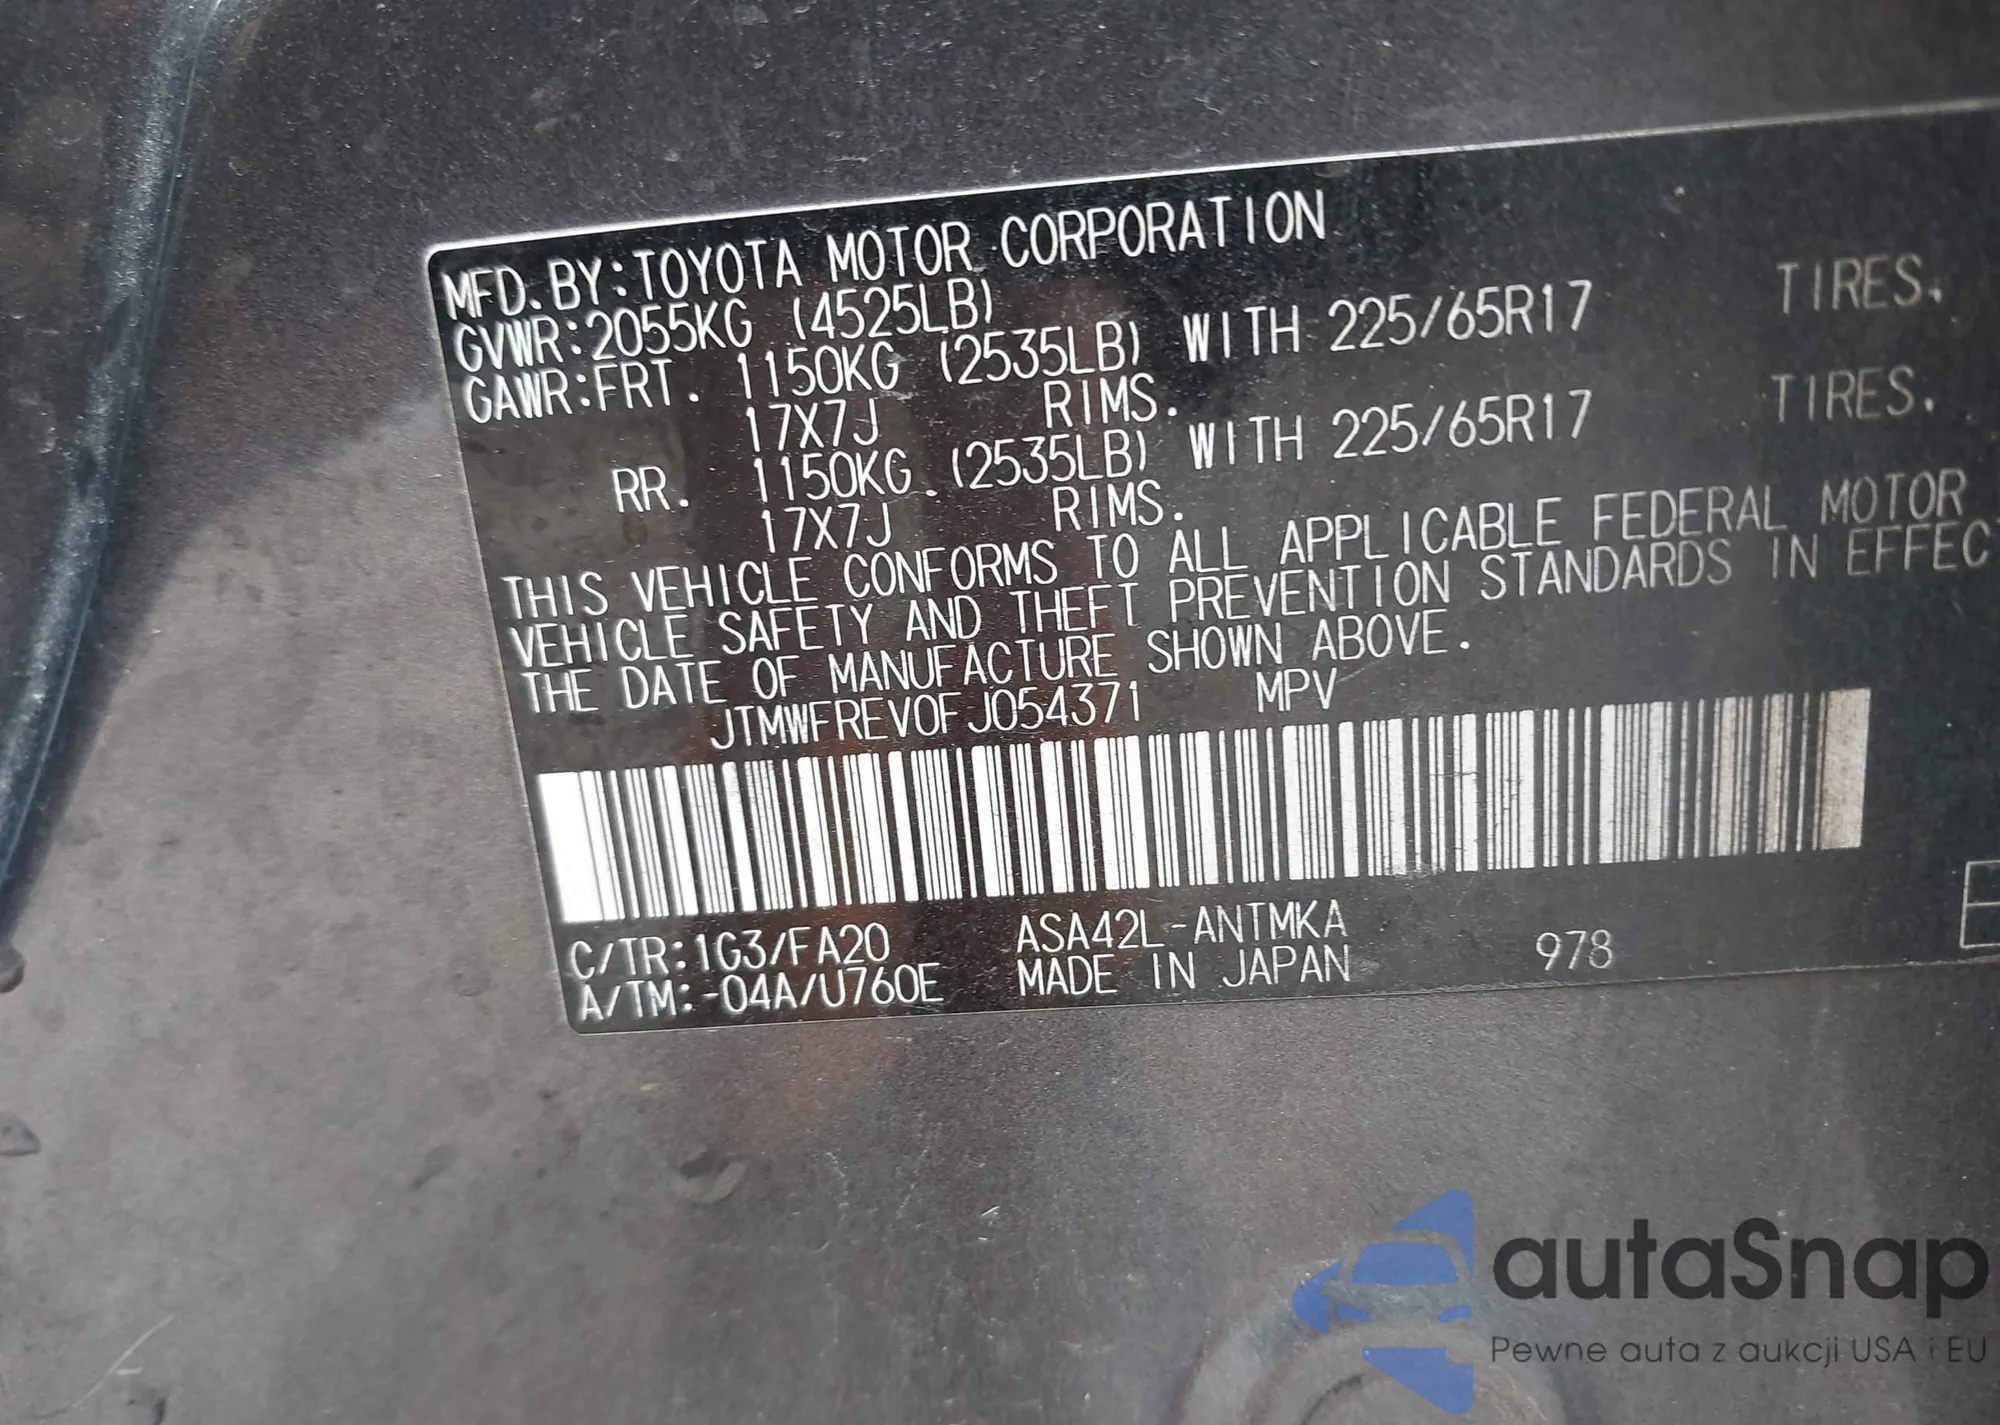 MFD.BY:TOYOTA MOTOR CORPORATION
GVWR:2055KG (4525LB)
GAWR:FRT. 1150KG (2535LB) WITH 225/65R17 TIRES.
17X7J RIMS.
RR. 1150KG (2535LB) WITH 225/65R17 TIRES.
17X7J RIMS.
THIS VEHICLE CONFORMS TO ALL APPLICABLE FEDERAL MOTOR
VEHICLE SAFETY AND THEFT PREVENTION STANDARDS IN EFFEC
THE DATE OF MANUFACTURE SHOWN ABOVE.
JTMWFREV0FJ054371 MPV
C/TR:1G3/FA20 ASA42L-ANTMKA
A/TM:-04A/U760E MADE IN JAPAN 978
autaSnap
Pewne auta z aukcji USA i EU